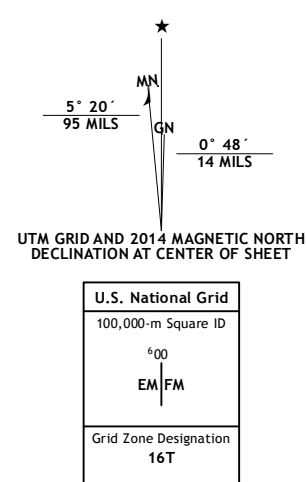 ★
MN
5° 20´
95 MILS
GN
0° 48´
14 MILS
UTM GRID AND 2014 MAGNETIC NORTH
DECLINATION AT CENTER OF SHEET
U.S. National Grid
100,000-m Square ID
⁶00
EM FM
Grid Zone Designation
16T